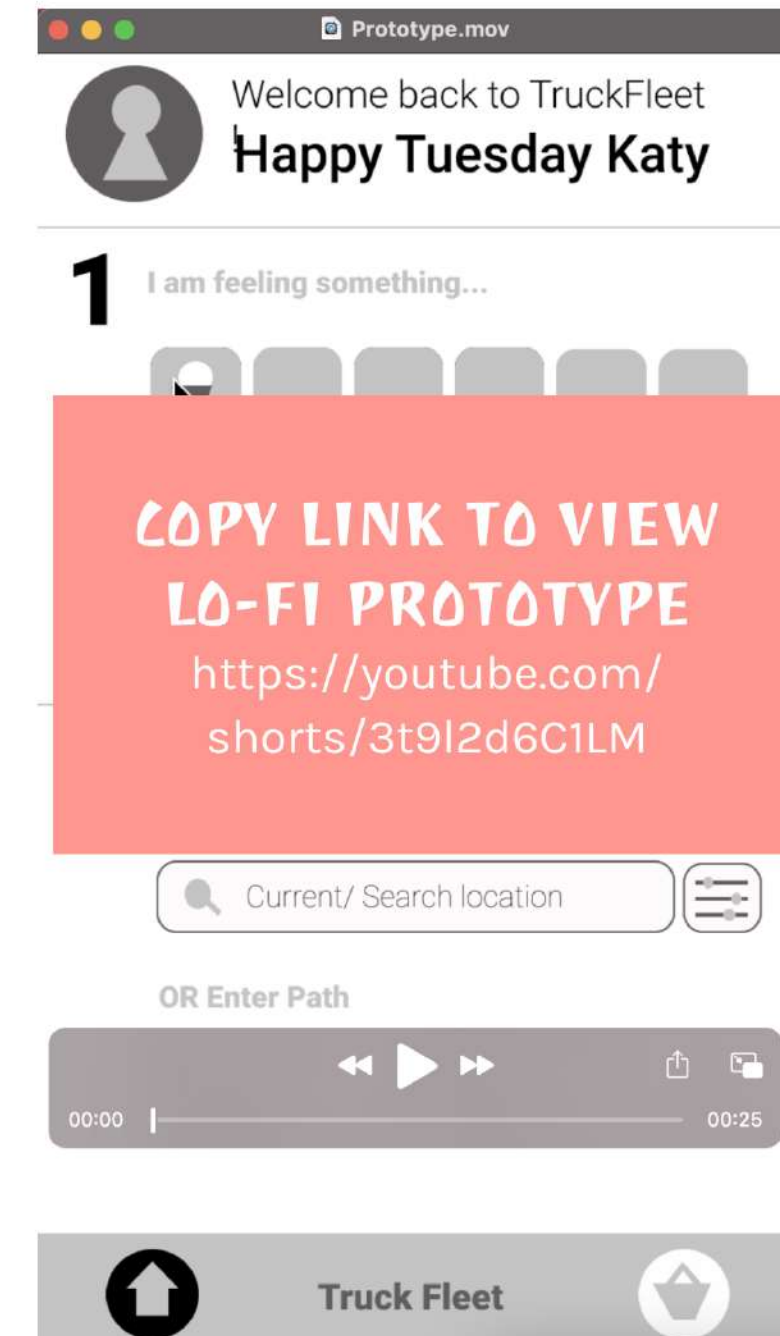 Prototype.mov
Welcome back to TruckFleet
Happy Tuesday Katy
1
I am feeling something...
COPY LINK TO VIEW
LO-FI PROTOTYPE
https://youtube.com/
shorts/3t9l2d6C1LM
Current/ Search location
OR Enter Path
00:00
00:25
Truck Fleet